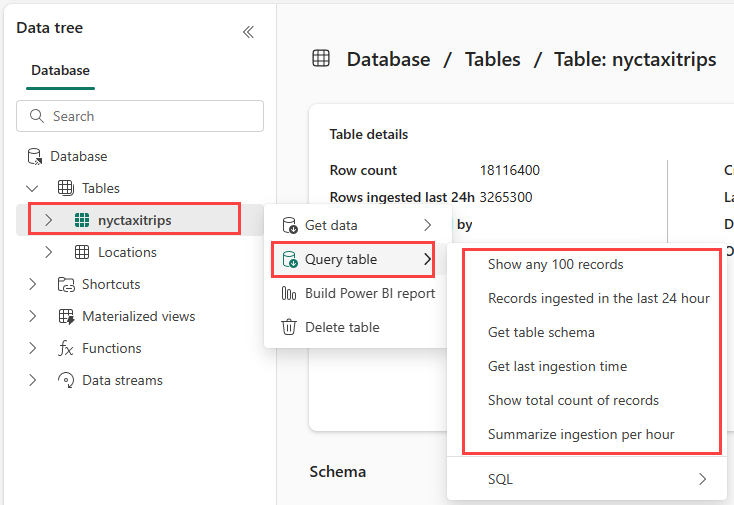 Data tree
Database
Search
Database
Tables
nyctaxitrips
Locations
Shortcuts
Materialized views
Functions
Data streams
Database / Tables / Table: nyctaxitrips
Table details
Row count 18116400
Rows ingested last 24h 3265300
by
Get data
Query table
Build Power BI report
Delete table
Show any 100 records
Records ingested in the last 24 hour
Get table schema
Get last ingestion time
Show total count of records
Summarize ingestion per hour
SQL
Schema